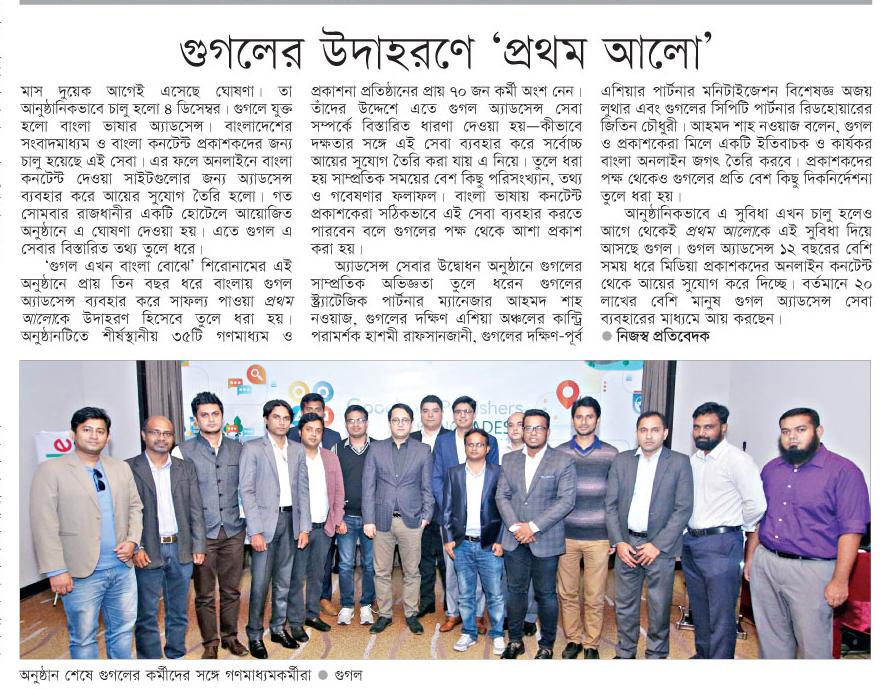 গুগলের উদাহরণে ‘প্রথম আলো’
মাস দুয়েক আগেই এসেছে ঘোষণা। তা
আনুষ্ঠানিকভাবে চালু হলো ৪ ডিসেম্বর। গুগলে যুক্ত
হলো বাংলা ভাষার অ্যাডসেন্স। বাংলাদেশের
সংবাদমাধ্যম ও বাংলা কনটেন্ট প্রকাশকদের জন্য
চালু হয়েছে এই সেবা। এর ফলে অনলাইনে বাংলা
কনটেন্ট দেওয়া সাইটগুলোর জন্য অ্যাডসেন্স
ব্যবহার করে আয়ের সুযোগ তৈরি হলো। গত
সোমবার রাজধানীর একটি হোটেলে আয়োজিত
অনুষ্ঠানে এ ঘোষণা দেওয়া হয়। এতে গুগল এ
সেবার বিস্তারিত তথ্য তুলে ধরে।
‘গুগল এখন বাংলা বোঝে’ শিরোনামের এই
অনুষ্ঠানে প্রায় তিন বছর ধরে বাংলায় গুগল
অ্যাডসেন্স ব্যবহার করে সাফল্য পাওয়া প্রথম
আলোকে উদাহরণ হিসেবে তুলে ধরা হয়।
অনুষ্ঠানটিতে শীর্ষস্থানীয় ৩৫টি গণমাধ্যম ও
প্রকাশনা প্রতিষ্ঠানের প্রায় ৭০ জন কর্মী অংশ নেন।
তাঁদের উদ্দেশে এতে গুগল অ্যাডসেন্স সেবা
সম্পর্কে বিস্তারিত ধারণা দেওয়া হয়—কীভাবে
দক্ষতার সঙ্গে এই সেবা ব্যবহার করে সর্বোচ্চ
আয়ের সুযোগ তৈরি করা যায় এ নিয়ে। তুলে ধরা
হয় সাম্প্রতিক সময়ের বেশ কিছু পরিসংখ্যান, তথ্য
ও গবেষণার ফলাফল। বাংলা ভাষায় কনটেন্ট
প্রকাশকেরা সঠিকভাবে এই সেবা ব্যবহার করতে
পারবেন বলে গুগলের পক্ষ থেকে আশা প্রকাশ
করা হয়।
অ্যাডসেন্স সেবার উদ্বোধন অনুষ্ঠানে গুগলের
সাম্প্রতিক অভিজ্ঞতা তুলে ধরেন গুগলের
স্ট্র্যাটেজিক পার্টনার ম্যানেজার আহমদ শাহ
নওয়াজ, গুগলের দক্ষিণ এশিয়া অঞ্চলের কান্ট্রি
পরামর্শক হাশমী রাফসানজানী, গুগলের দক্ষিণ-পূর্ব
এশিয়ার পার্টনার মনিটাইজেশন বিশেষজ্ঞ অজয়
লুথার এবং গুগলের সিপিটি পার্টনার রিডহোয়ারের
জিতিন চৌধুরী। আহমদ শাহ নওয়াজ বলেন, গুগল
ও প্রকাশকেরা মিলে একটি ইতিবাচক ও কার্যকর
বাংলা অনলাইন জগৎ তৈরি করবে। প্রকাশকদের
পক্ষ থেকেও গুগলের প্রতি বেশ কিছু দিকনির্দেশনা
তুলে ধরা হয়।
আনুষ্ঠানিকভাবে এ সুবিধা এখন চালু হলেও
আগে থেকেই প্রথম আলোকে এই সুবিধা দিয়ে
আসছে গুগল। গুগল অ্যাডসেন্স ১২ বছরের বেশি
সময় ধরে মিডিয়া প্রকাশকদের অনলাইন কনটেন্ট
থেকে আয়ের সুযোগ করে দিচ্ছে। বর্তমানে ২০
লাখের বেশি মানুষ গুগল অ্যাডসেন্স সেবা
ব্যবহারের মাধ্যমে আয় করছেন।
● নিজস্ব প্রতিবেদক
অনুষ্ঠান শেষে গুগলের কর্মীদের সঙ্গে গণমাধ্যমকর্মীরা ● গুগল